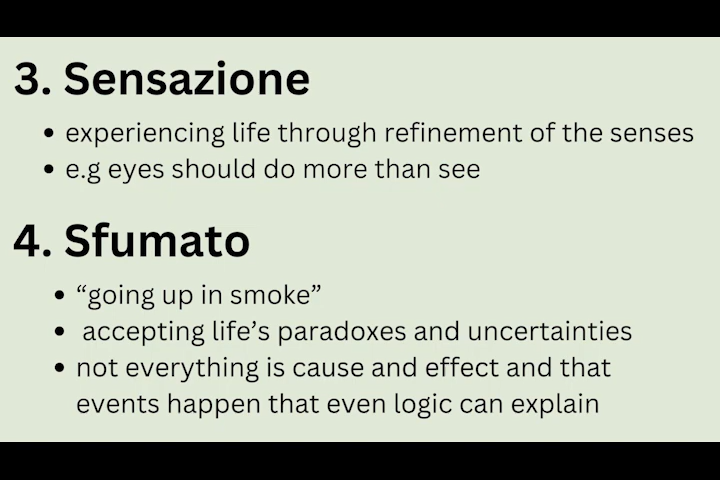 3. Sensazione
• experiencing life through refinement of the senses
• e.g eyes should do more than see
4. Sfumato
• “going up in smoke”
• accepting life’s paradoxes and uncertainties
• not everything is cause and effect and that
events happen that even logic can explain